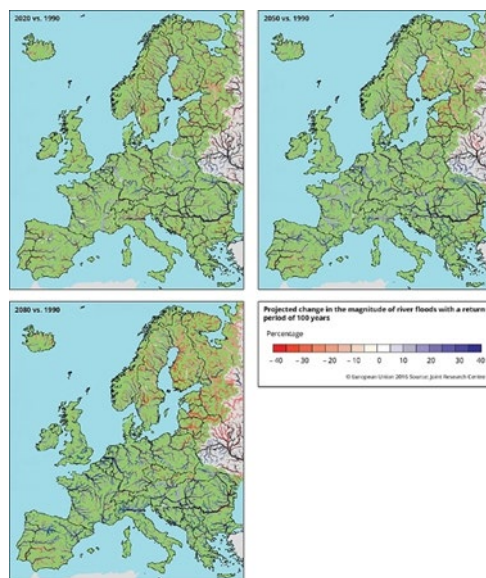 2020 vs. 1990
2050 vs. 1990
2080 vs. 1990
Projected change in the magnitude of river floods with a return
period of 100 years
Percentage
– 40 – 30 – 20 – 10 0 10 20 30 40
© European Union 2016 Source: Joint Research Centre